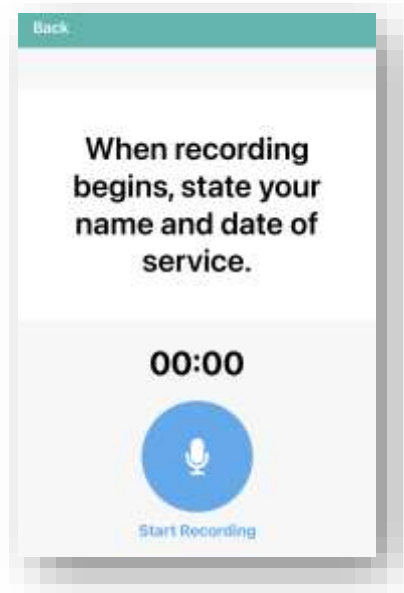 Back
When recording
begins, state your
name and date of
service.
00:00
Start Recording